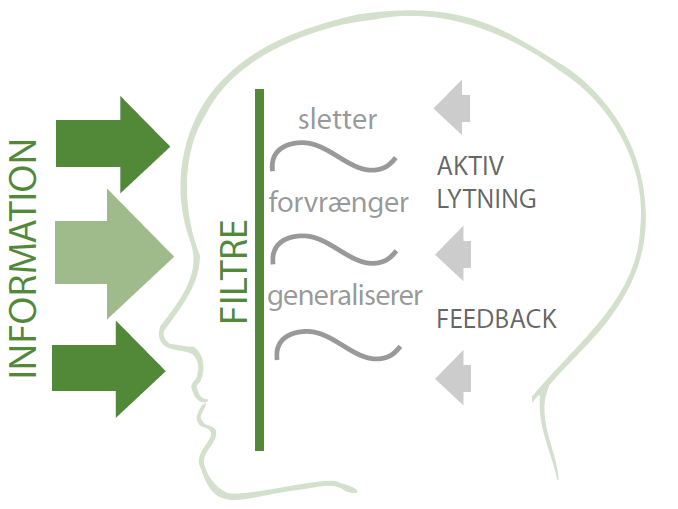 INFORMATION
FILTRE
sletter
forvrænger
generaliserer
AKTIV
LYTNING
FEEDBACK